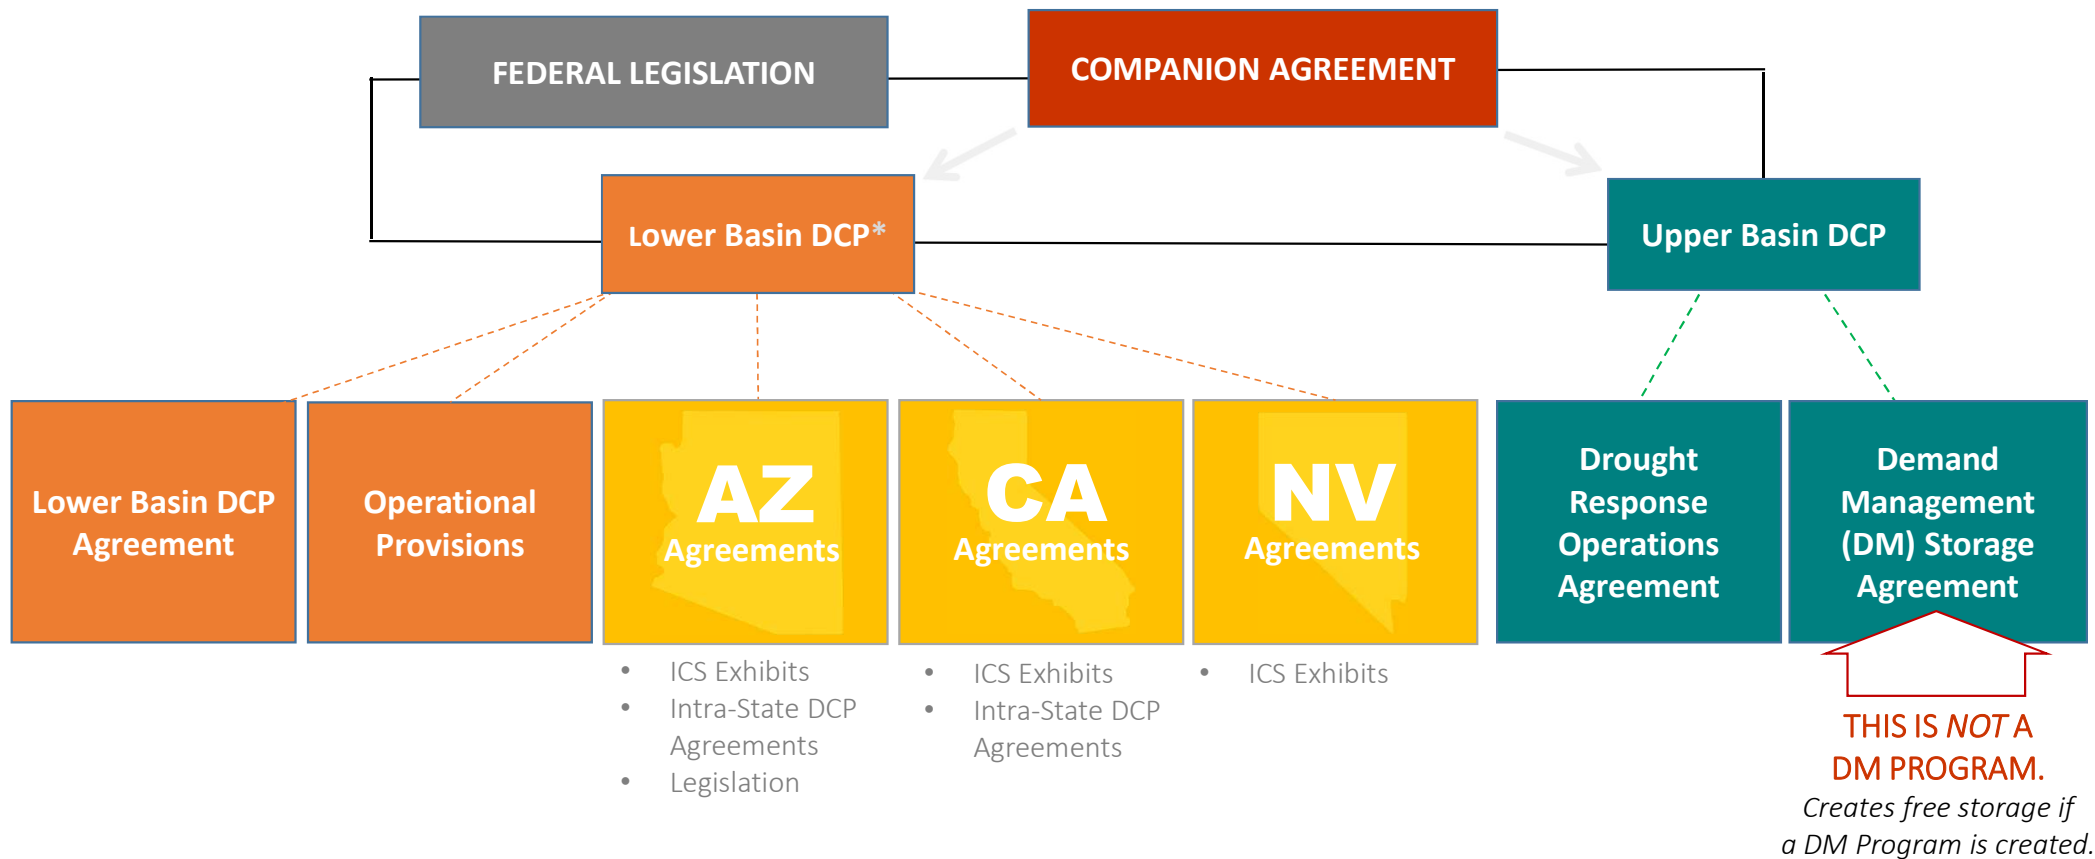 FEDERAL LEGISLATION
COMPANION AGREEMENT
Lower Basin DCP*
Upper Basin DCP
Lower Basin DCP
Agreement
Operational
Provisions
AZ
Agreements
CA
Agreements
NV
Agreements
Drought
Response
Operations
Agreement
Demand
Management
(DM) Storage
Agreement
• ICS Exhibits
• Intra-State DCP
Agreements
• Legislation
• ICS Exhibits
• Intra-State DCP
Agreements
• ICS Exhibits
THIS IS NOT A
DM PROGRAM.
Creates free storage if
a DM Program is created.